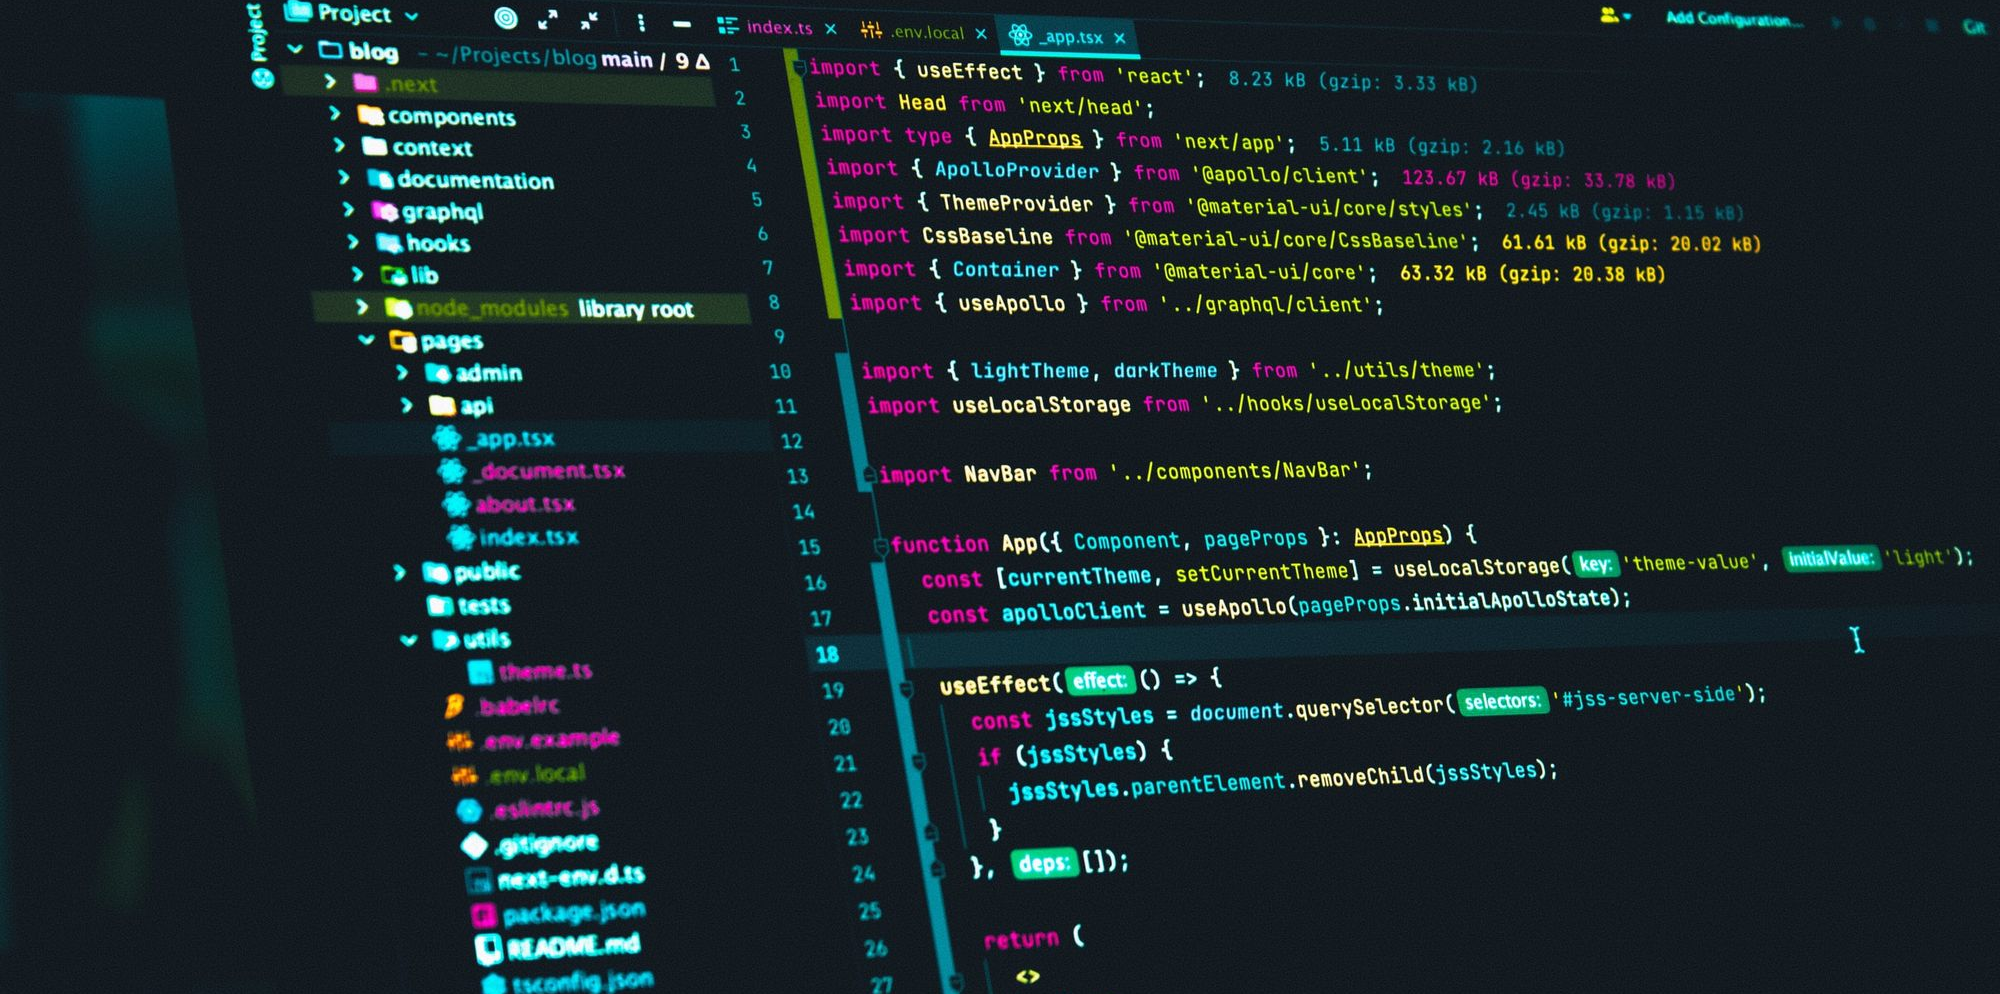 Project
Project
index.ts
.env.local
_app.tsx
Add Configuration...
Git
blog – ~/Projects/blog main / 9 Δ
.next
components
context
documentation
graphql
hooks
lib
node_modules library root
pages
admin
api
_app.tsx
_document.tsx
about.tsx
index.tsx
public
tests
utils
theme.ts
.babelrc
.env.example
.env.local
.eslintrc.js
.gitignore
next-env.d.ts
package.json
README.md
tsconfig.json
1 import { useEffect } from 'react'; 8.23 kB (gzip: 3.33 kB)
2 import Head from 'next/head';
3 import type { AppProps } from 'next/app'; 5.11 kB (gzip: 2.16 kB)
4 import { ApolloProvider } from '@apollo/client'; 123.67 kB (gzip: 33.78 kB)
5 import { ThemeProvider } from '@material-ui/core/styles'; 2.45 kB (gzip: 1.15 kB)
6 import CssBaseline from '@material-ui/core/CssBaseline'; 61.61 kB (gzip: 20.02 kB)
7 import { Container } from '@material-ui/core'; 63.32 kB (gzip: 20.38 kB)
8 import { useApollo } from '../graphql/client';
9
10 import { lightTheme, darkTheme } from '../utils/theme';
11 import useLocalStorage from '../hooks/useLocalStorage';
12
13 import NavBar from '../components/NavBar';
14
15 function App({ Component, pageProps }: AppProps) {
16 const [currentTheme, setCurrentTheme] = useLocalStorage( key: 'theme-value', initialValue: 'light');
17 const apolloClient = useApollo(pageProps.initialApolloState);
18
19 useEffect( effect: () => {
20 const jssStyles = document.querySelector( selectors: '#jss-server-side');
21 if (jssStyles) {
22 jssStyles.parentElement.removeChild(jssStyles);
23 }
24 }, deps: []);
25
26 return (
27 <>